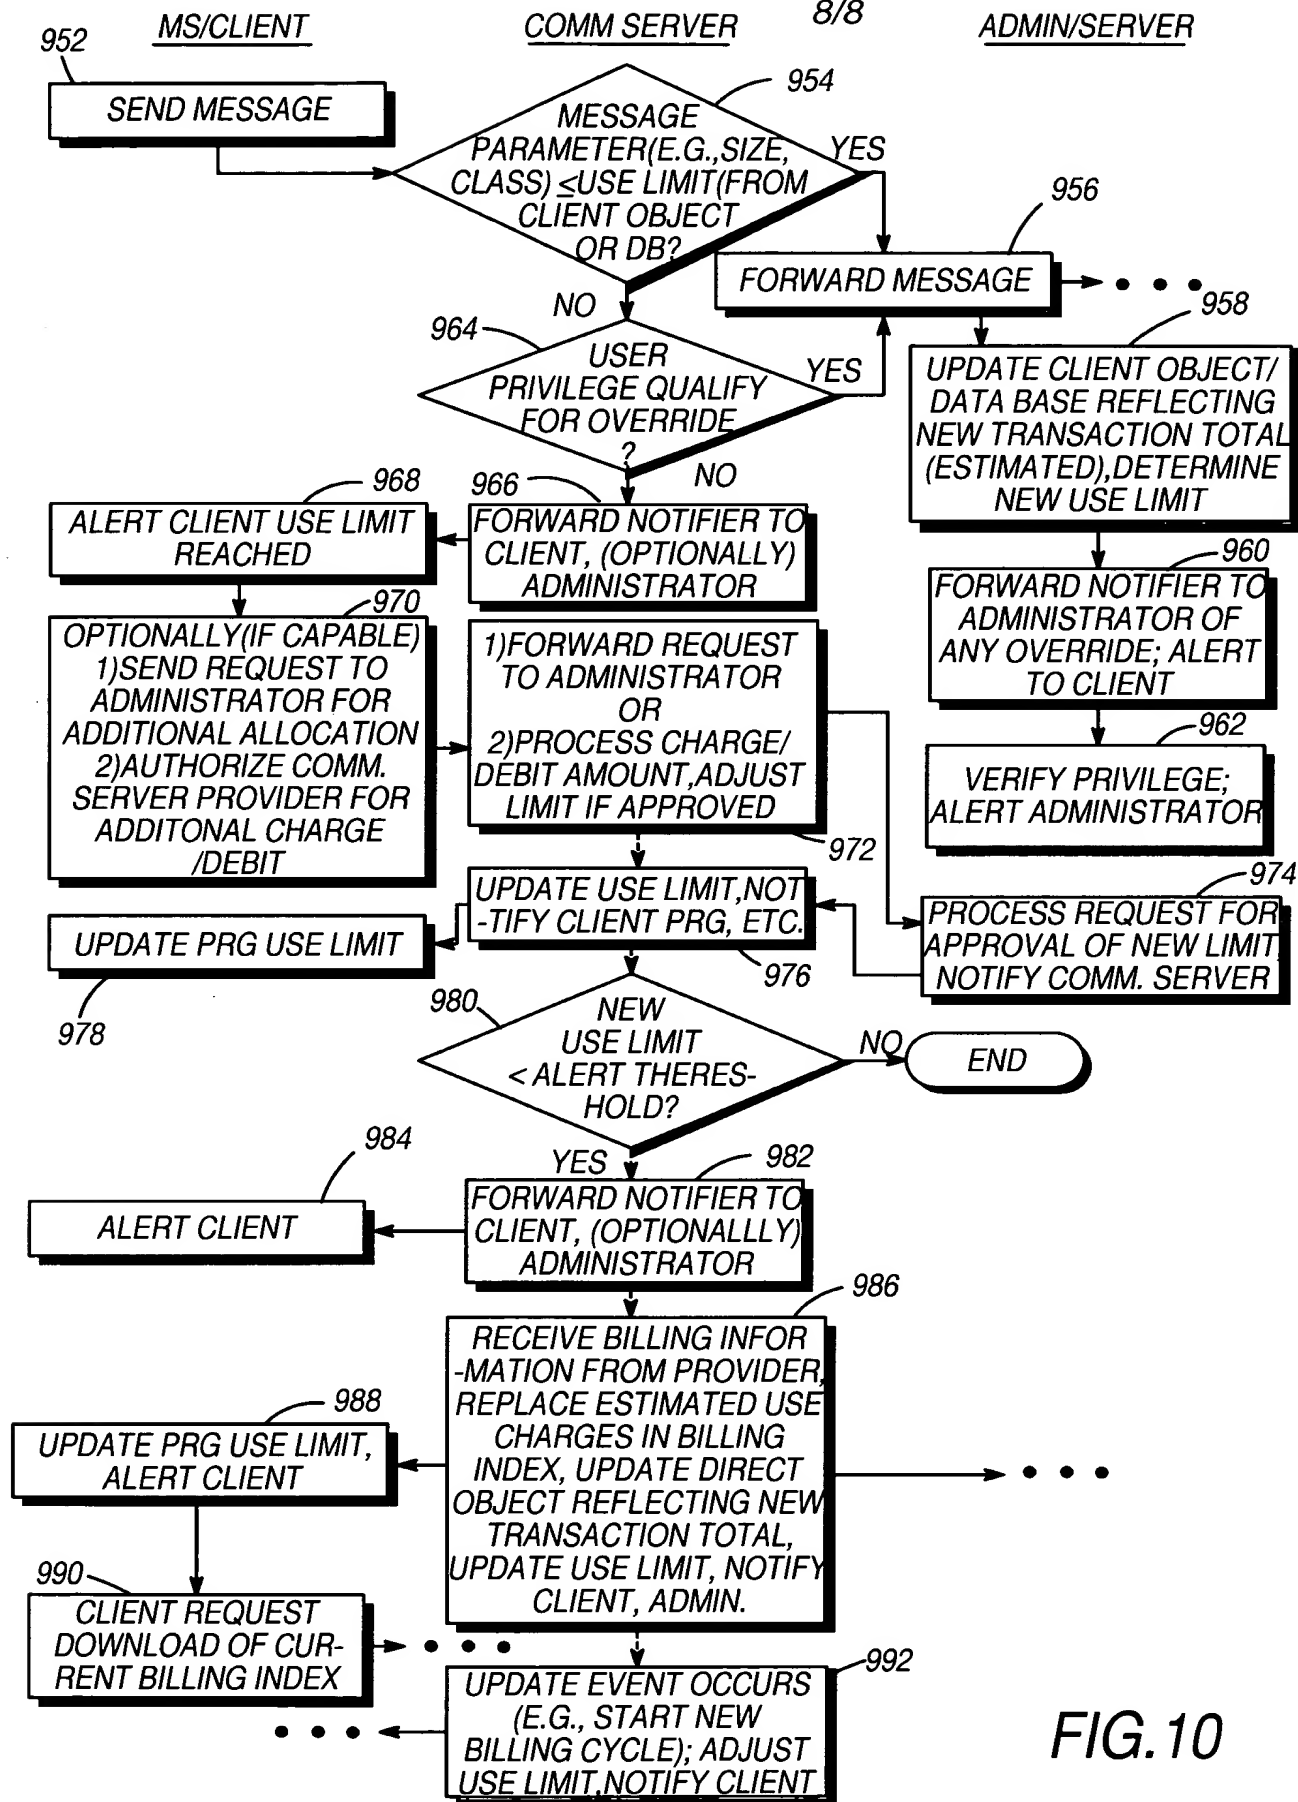 8/8
MS/CLIENT
COMM SERVER
ADMIN/SERVER
952
SEND MESSAGE
954
MESSAGE
PARAMETER(E.G.,SIZE,
CLASS) ≤USE LIMIT(FROM
CLIENT OBJECT
OR DB?
YES
NO
956
FORWARD MESSAGE
• • •
958
UPDATE CLIENT OBJECT/
DATA BASE REFLECTING
NEW TRANSACTION TOTAL
(ESTIMATED),DETERMINE
NEW USE LIMIT
964
USER
PRIVILEGE QUALIFY
FOR OVERRIDE
?
YES
NO
960
FORWARD NOTIFIER TO
ADMINISTRATOR OF
ANY OVERRIDE; ALERT
TO CLIENT
962
VERIFY PRIVILEGE;
ALERT ADMINISTRATOR
966
FORWARD NOTIFIER TO
CLIENT, (OPTIONALLY)
ADMINISTRATOR
968
ALERT CLIENT USE LIMIT
REACHED
970
OPTIONALLY(IF CAPABLE)
1)SEND REQUEST TO
ADMINISTRATOR FOR
ADDITIONAL ALLOCATION
2)AUTHORIZE COMM.
SERVER PROVIDER FOR
ADDITONAL CHARGE
/DEBIT
1)FORWARD REQUEST
TO ADMINISTRATOR
OR
2)PROCESS CHARGE/
DEBIT AMOUNT,ADJUST
LIMIT IF APPROVED
972
974
PROCESS REQUEST FOR
APPROVAL OF NEW LIMIT
NOTIFY COMM. SERVER
UPDATE USE LIMIT,NOT
-TIFY CLIENT PRG, ETC.
976
UPDATE PRG USE LIMIT
978
980
NEW
USE LIMIT
< ALERT THERES-
HOLD?
NO
END
YES
982
FORWARD NOTIFIER TO
CLIENT, (OPTIONALLLY)
ADMINISTRATOR
984
ALERT CLIENT
986
RECEIVE BILLING INFOR
-MATION FROM PROVIDER,
REPLACE ESTIMATED USE
CHARGES IN BILLING
INDEX, UPDATE DIRECT
OBJECT REFLECTING NEW
TRANSACTION TOTAL,
UPDATE USE LIMIT, NOTIFY
CLIENT, ADMIN.
• • •
988
UPDATE PRG USE LIMIT,
ALERT CLIENT
990
CLIENT REQUEST
DOWNLOAD OF CUR-
RENT BILLING INDEX
• • •
992
UPDATE EVENT OCCURS
(E.G., START NEW
BILLING CYCLE); ADJUST
USE LIMIT,NOTIFY CLIENT
• • •
FIG.10